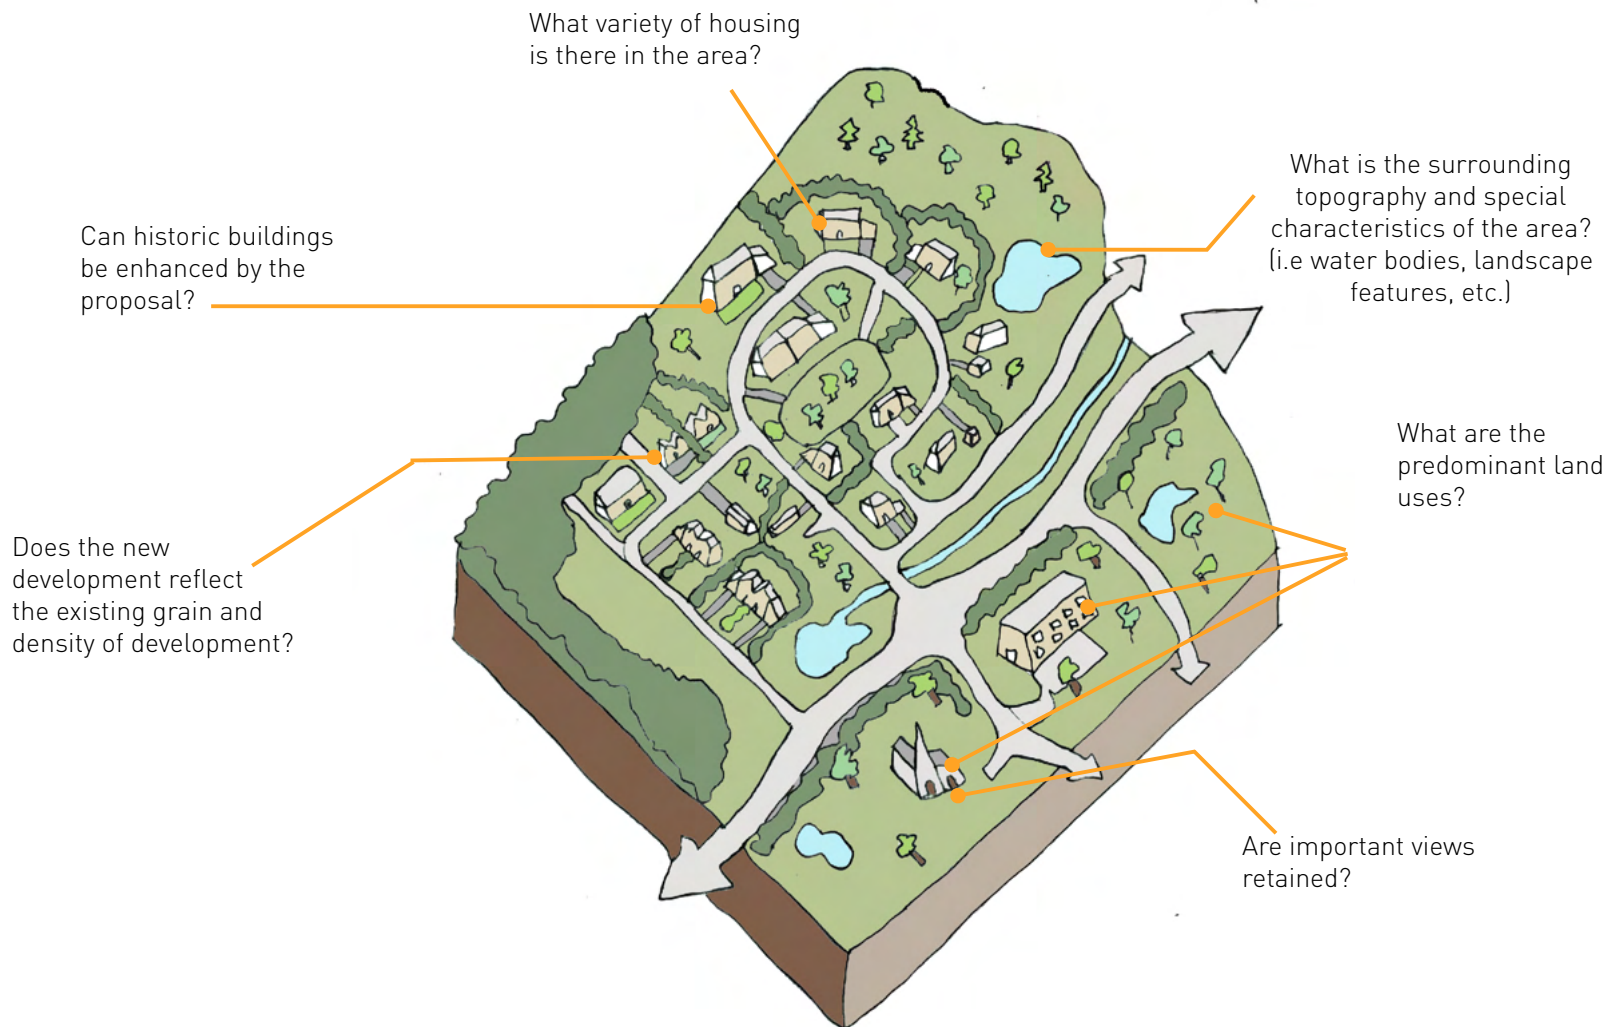 What variety of housing
is there in the area?
What is the surrounding
topography and special
characteristics of the area?
(i.e water bodies, landscape
features, etc.)
Can historic buildings
be enhanced by the
proposal?
What are the
predominant land
uses?
Does the new
development reflect
the existing grain and
density of development?
Are important views
retained?